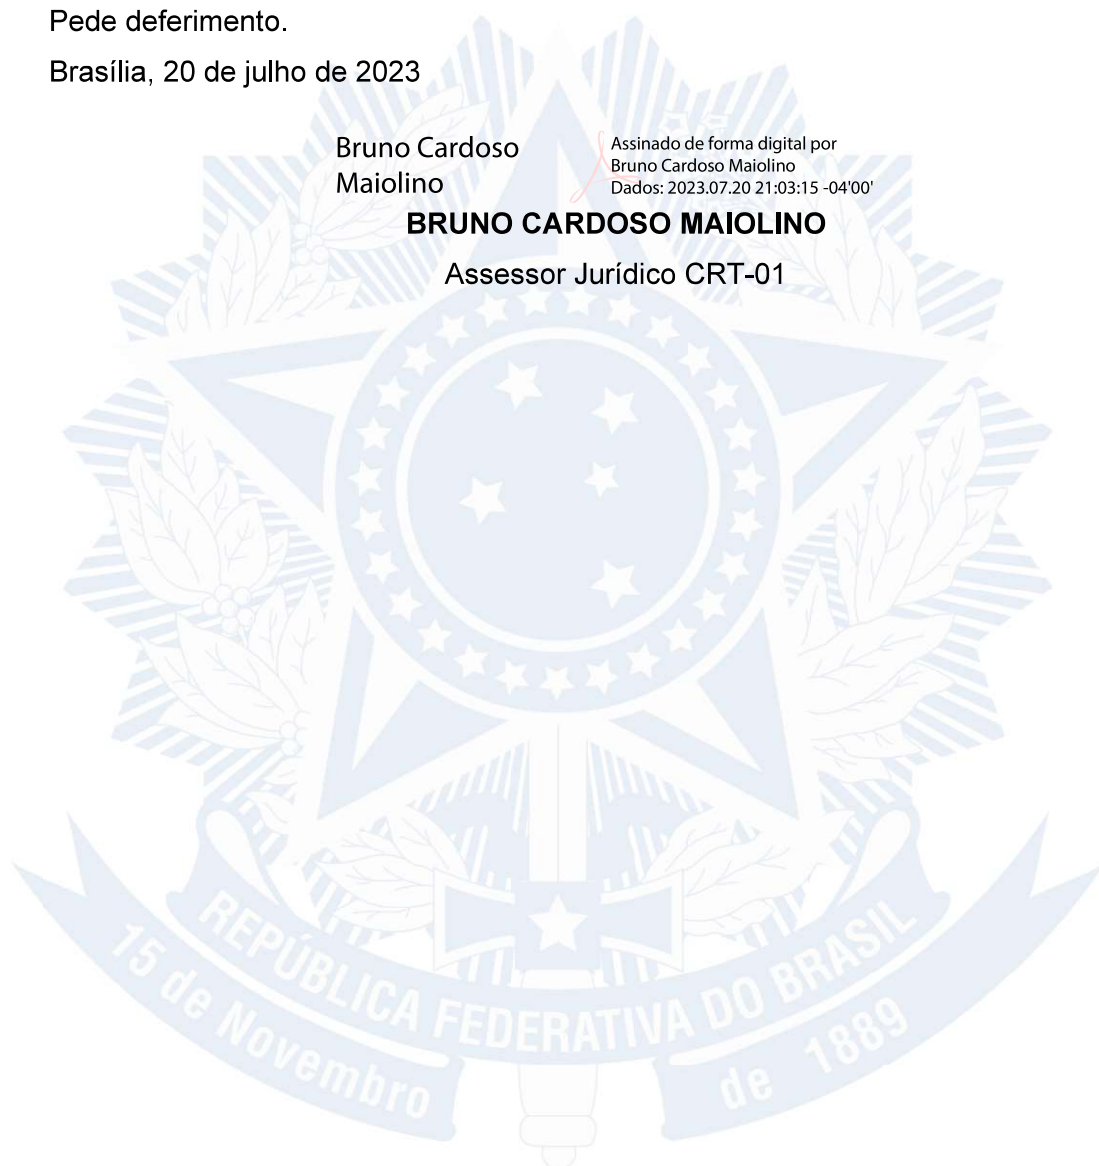 Pede deferimento.
Brasília, 20 de julho de 2023
Bruno Cardoso
Maiolino
Assinado de forma digital por
Bruno Cardoso Maiolino
Dados: 2023.07.20 21:03:15 -04'00'
BRUNO CARDOSO MAIOLINO
Assessor Jurídico CRT-01
REPÚBLICA FEDERATIVA DO BRASIL
15 de Novembro de 1889